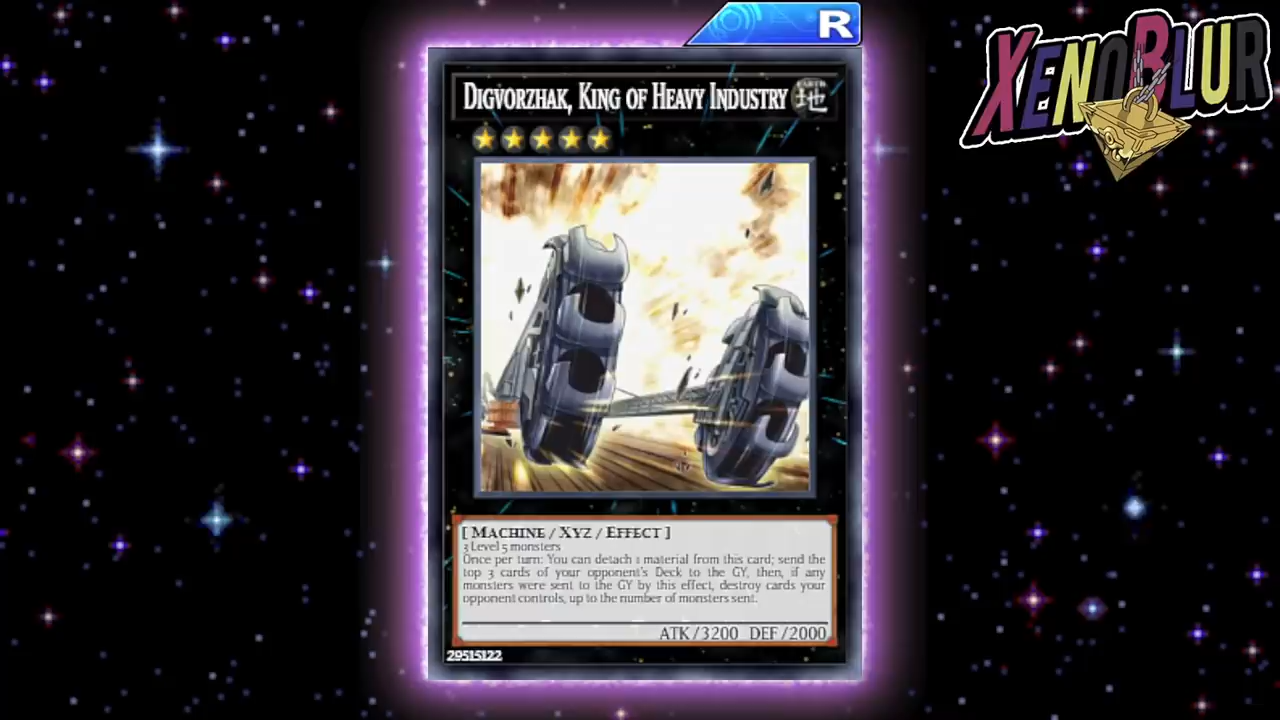 R
XENOBLUR
DIGVORZHAK, KING OF HEAVY INDUSTRY
EARTH
地
[ MACHINE / XYZ / EFFECT ]
3 Level 5 monsters
Once per turn: You can detach 1 material from this card; send the
top 3 cards of your opponent's Deck to the GY, then, if any
monsters were sent to the GY by this effect, destroy cards your
opponent controls, up to the number of monsters sent.
ATK/3200 DEF/2000
29515122